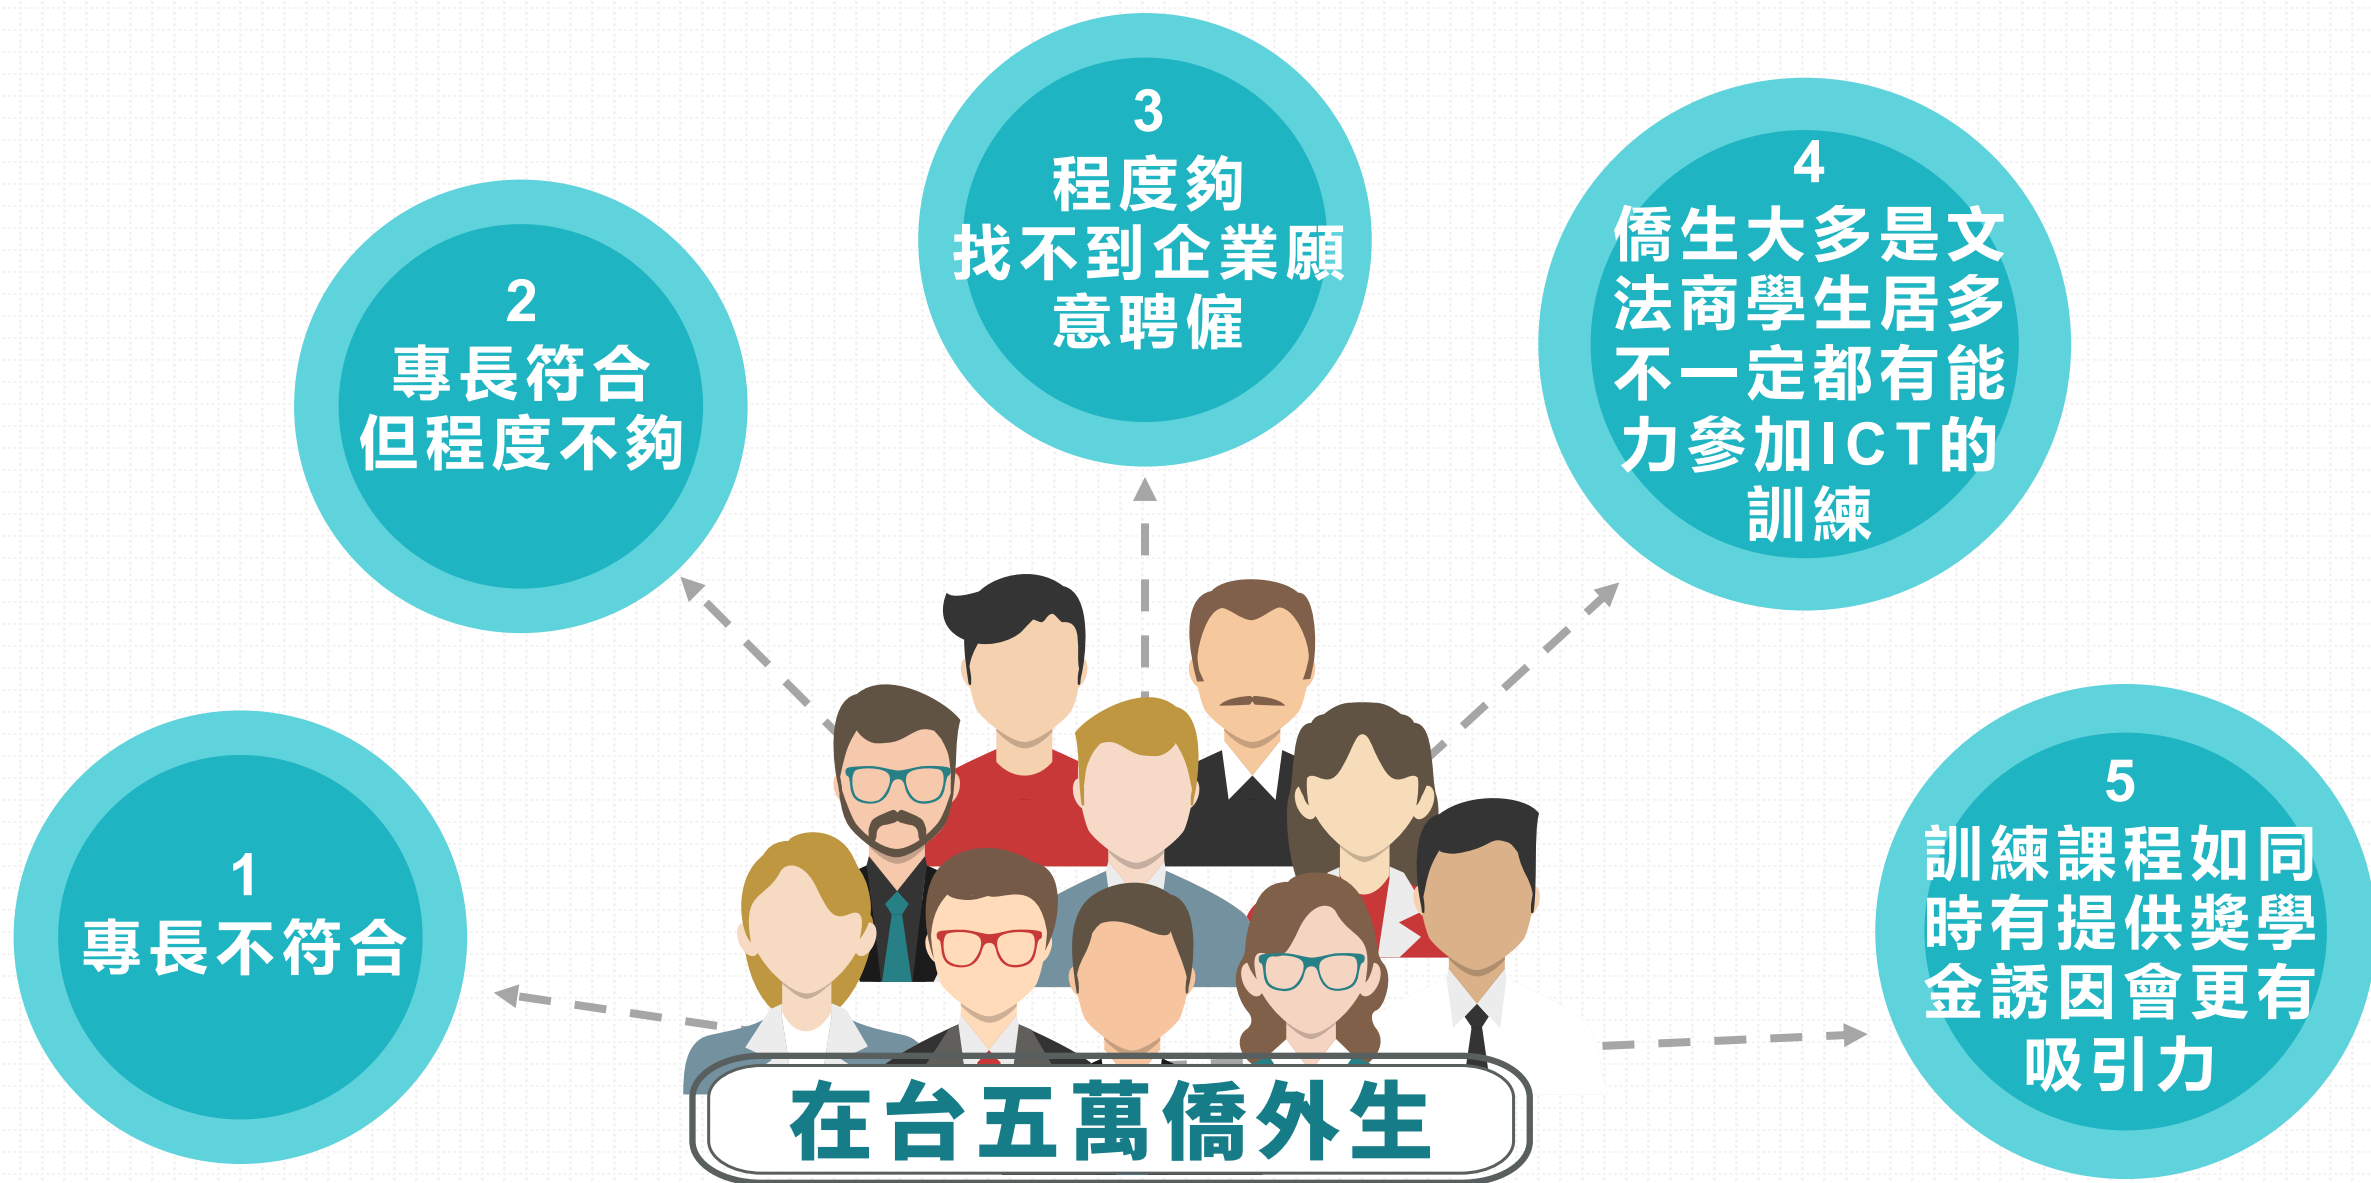 1
專長不符合
2
專長符合
但程度不夠
3
程度夠
找不到企業願
意聘僱
4
僑生大多是文
法商學生居多
不一定都有能
力參加ICT的
訓練
5
訓練課程如同
時有提供獎學
金誘因會更有
吸引力
在台五萬僑外生